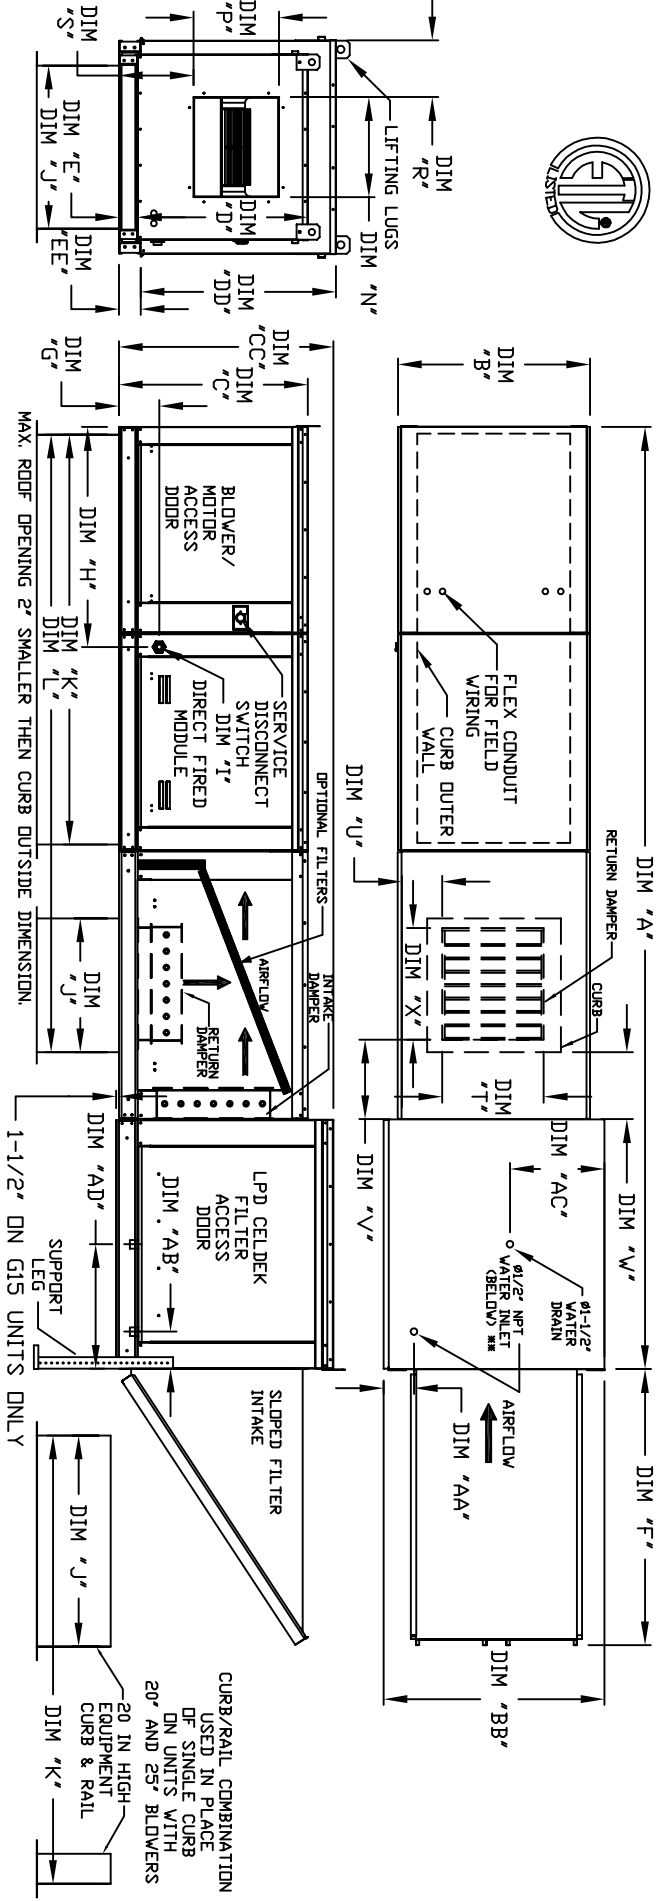 LISTED
DIM "A"
DIM "F"
DIM "B"
FLEX CONDUIT
FOR FIELD
WIRING
CURB OUTER
WALL
RETURN DAMPER
CURB
DIM "U"
DIM "X"
DIM "T"
DIM "V"
DIM "W"
DIM "AC"
Ø1-1/2"
WATER
DRAIN
Ø1/2" NPT
WATER INLET
(BELOW) **
AIRFLOW
DIM "AA"
DIM "BB"
DIM "R"
DIM "N"
LIFTING LUGS
DIM
"P"
DIM
"S"
DIM "E"
DIM "J"
DIM
"D"
DIM
"DD"
DIM
"EE"
DIM
"CC"
DIM
"C"
DIM
"G"
BLOWER/
MOTOR
ACCESS
DOOR
SERVICE
DISCONNECT
SWITCH
DIM "I"
DIRECT FIRED
MODULE
OPTIONAL FILTERS
AIRFLOW
INTAKE
DAMPER
RETURN
DAMPER
LPD CELDEK
FILTER
ACCESS
DOOR
DIM "AB"
DIM "AD"
SLOPED FILTER
INTAKE
SUPPORT
LEG
1-1/2" ON G15 UNITS ONLY
DIM "H"
DIM "K"
DIM "L"
DIM
"J"
MAX. ROOF OPENING 2" SMALLER THEN CURB OUTSIDE DIMENSION.
CURB/RAIL COMBINATION
USED IN PLACE
OF SINGLE CURB
ON UNITS WITH
20" AND 25" BLOWERS
20 IN HIGH
EQUIPMENT
CURB & RAIL
DIM "J"
DIM "K"